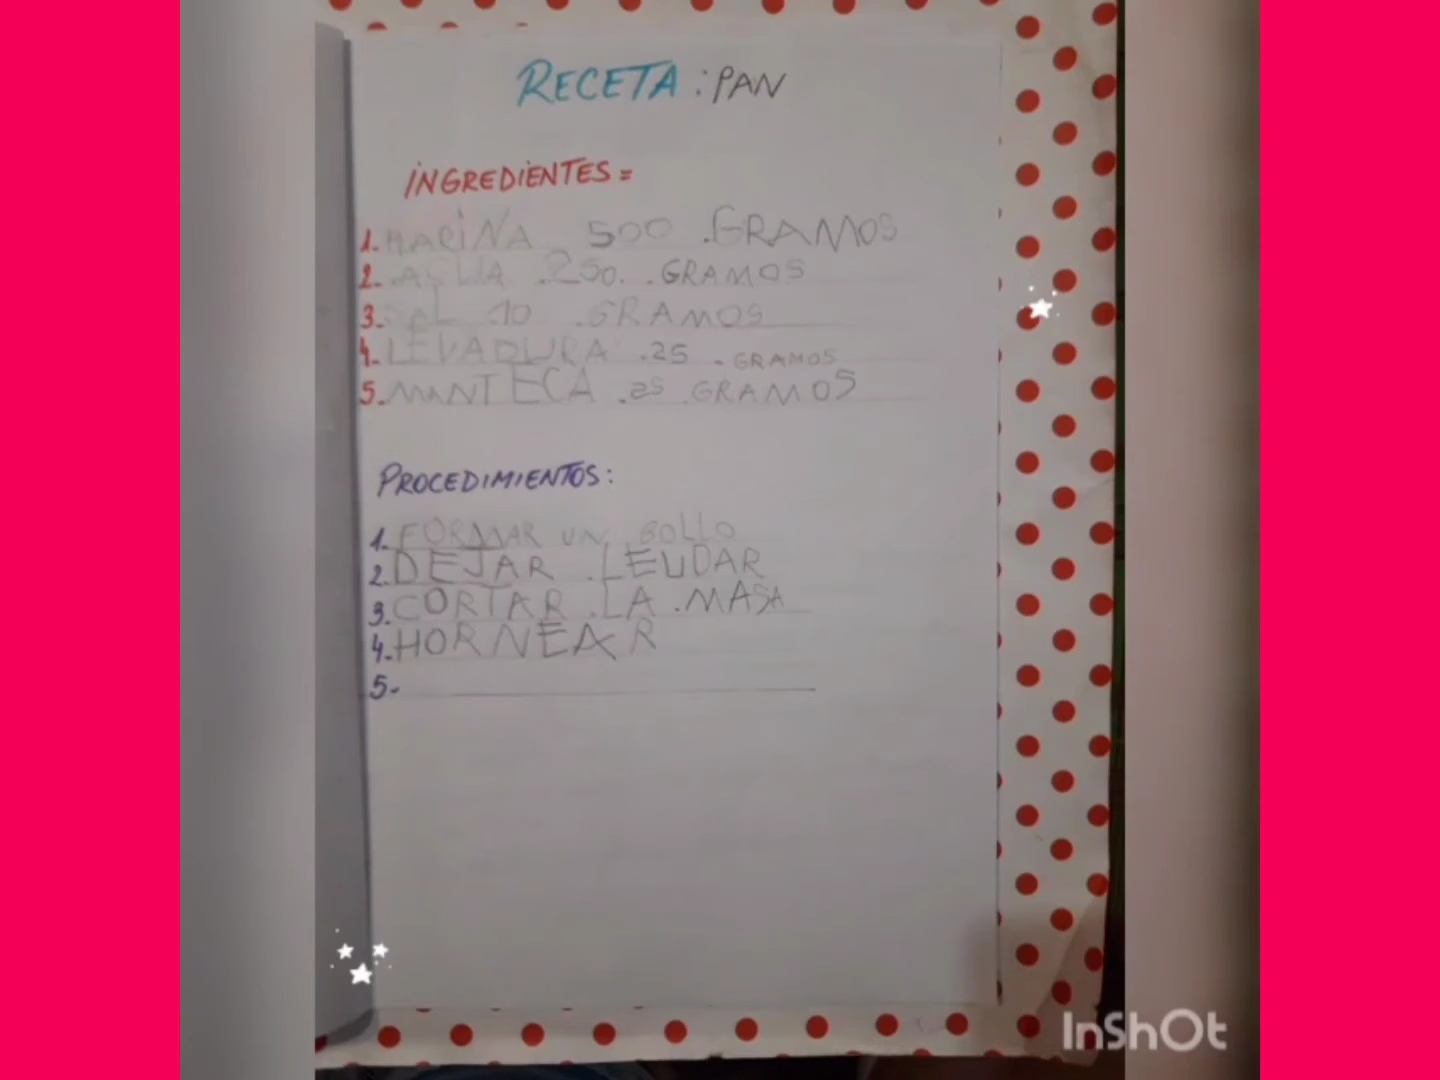 RECETA : PAN
INGREDIENTES =
1. HARINA 500 .GRAMOS
2. .AGUA .250. .GRAMOS
3. SAL .10 .GRAMOS
4. LEVADURA .25 .GRAMOS
5. MANTECA .25 .GRAMOS
PROCEDIMIENTOS:
1. FORMAR UN BOLLO
2. DEJAR .LEUDAR
3. CORTAR .LA .MASA
4. HORNEAR
5-
InShOt